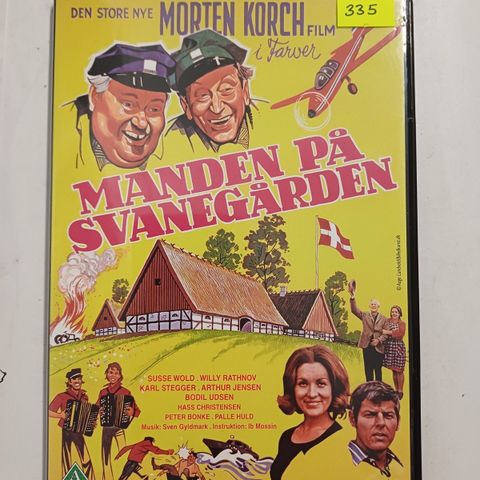 DEN STORE NYE MORTEN KORCH FILM
i Farver
335
MANDEN PÅ
SVANEGÅRDEN
SUSSE WOLD . WILLY RATHNOV
KARL STEGGER . ARTHUR JENSEN
BODIL UDSEN
HASS CHRISTENSEN
PETER BONKE . PALLE HULD
Musik: Sven Gyldmark . Instruktion: Ib Mossin
A